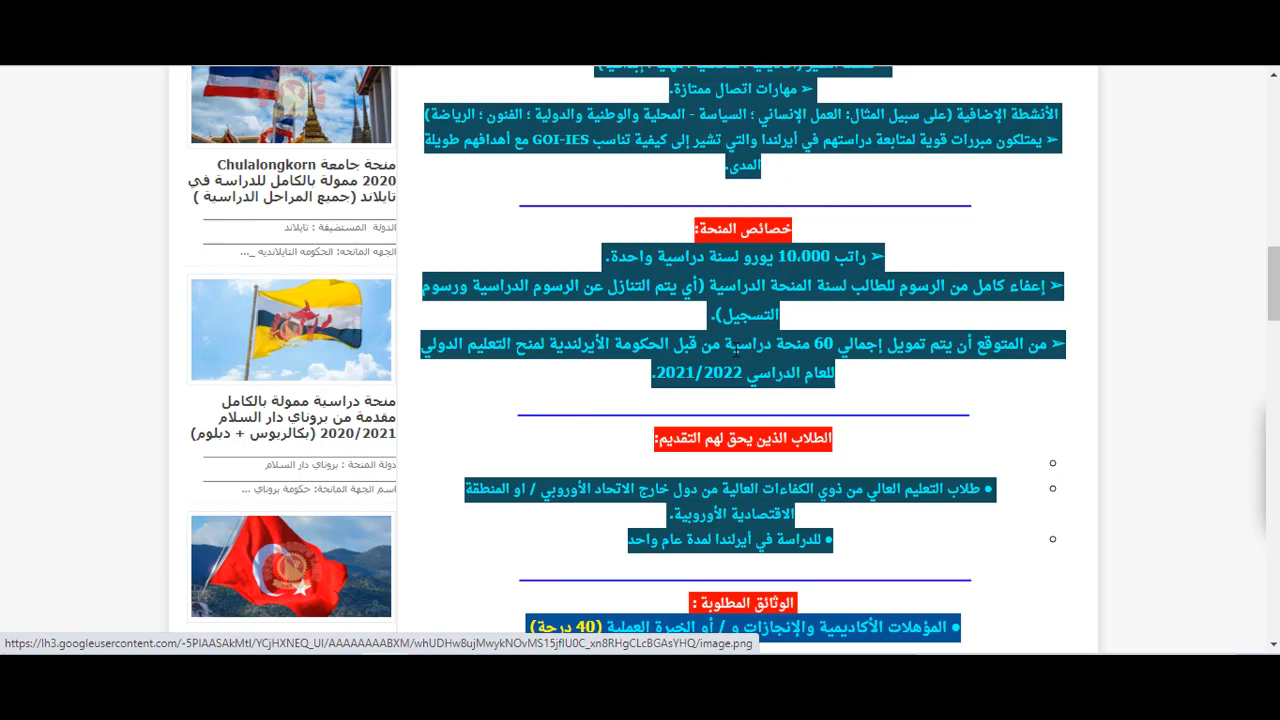 ➢ مهارات اتصال ممتازة.
الأنشطة الإضافية (على سبيل المثال: العمل الإنساني ؛ السياسة - المحلية والوطنية والدولية ؛ الفنون ؛ الرياضة)
➢ يمتلكون مبررات قوية لمتابعة دراستهم في أيرلندا والتي تشير إلى كيفية تناسب GOI-IES مع أهدافهم طويلة
المدى.
خصائص المنحة:
➢ راتب 10،000 يورو لسنة دراسية واحدة.
➢ إعفاء كامل من الرسوم للطالب لسنة المنحة الدراسية (أي يتم التنازل عن الرسوم الدراسية ورسوم
التسجيل).
➢ من المتوقع أن يتم تمويل إجمالي 60 منحة دراسية من قبل الحكومة الأيرلندية لمنح التعليم الدولي
للعام الدراسي 2021/2022.
الطلاب الذين يحق لهم التقديم:
● طلاب التعليم العالي من ذوي الكفاءات العالية من دول خارج الاتحاد الأوروبي / او المنطقة
الاقتصادية الأوروبية.
● للدراسة في أيرلندا لمدة عام واحد
الوثائق المطلوبة :
● المؤهلات الأكاديمية والإنجازات و / أو الخبرة العملية (40 درجة)
منحة جامعة Chulalongkorn
2020 ممولة بالكامل للدراسة في
تايلاند (جميع المراحل الدراسية )
الدولة المستضيفة : تايلاند
الجهه المانحه: الحكومه التايلانديه _...
منحة دراسية ممولة بالكامل
مقدمة من بروناي دار السلام
2020/2021 (بكالريوس + دبلوم)
دولة المنحة : بروناي دار السلام
اسم الجهة المانحة: حكومة بروناي ...
https://lh3.googleusercontent.com/-5PlAASAkMtI/YCjHXNEQ_UI/AAAAAAAABXM/whUDHw8ujMwykNOvMS15jfIU0C_xn8RHgCLcBGAsYHQ/image.png